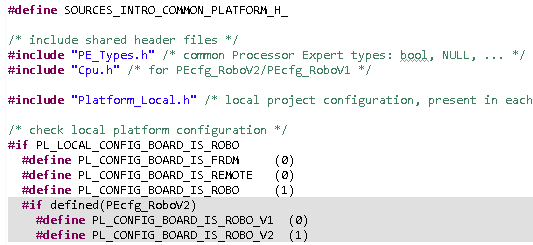 #define SOURCES_INTRO_COMMON_PLATFORM_H_
/* include shared header files */
#include "PE_Types.h" /* common Processor Expert types: bool, NULL, ... */
#include "Cpu.h" /* for PEcfg_RoboV2/PEcfg_RoboV1 */
#include "Platform_Local.h" /* local project configuration, present in each
/* check local platform configuration */
#if PL_LOCAL_CONFIG_BOARD_IS_ROBO
#define PL_CONFIG_BOARD_IS_FRDM (0)
#define PL_CONFIG_BOARD_IS_REMOTE (0)
#define PL_CONFIG_BOARD_IS_ROBO (1)
#if defined(PEcfg_RoboV2)
#define PL_CONFIG_BOARD_IS_ROBO_V1 (0)
#define PL_CONFIG_BOARD_IS_ROBO_V2 (1)